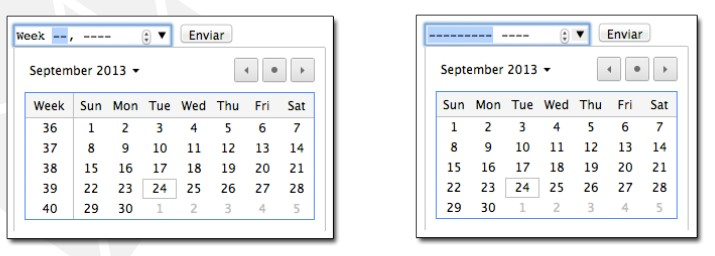 Week --, ---- Enviar
September 2013
Week Sun Mon Tue Wed Thu Fri Sat
36 1 2 3 4 5 6 7
37 8 9 10 11 12 13 14
38 15 16 17 18 19 20 21
39 22 23 24 25 26 27 28
40 29 30 1 2 3 4 5
--------- ---- Enviar
September 2013
Sun Mon Tue Wed Thu Fri Sat
1 2 3 4 5 6 7
8 9 10 11 12 13 14
15 16 17 18 19 20 21
22 23 24 25 26 27 28
29 30 1 2 3 4 5